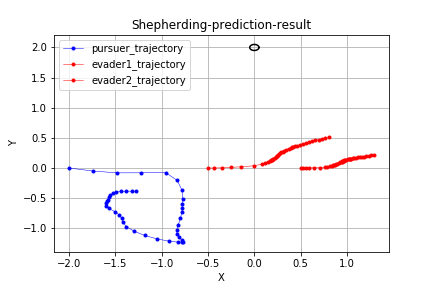 Shepherding-prediction-result
pursuer_trajectory
evader1_trajectory
evader2_trajectory
Y
2.0
1.5
1.0
0.5
0.0
−0.5
−1.0
−2.0 −1.5 −1.0 −0.5 0.0 0.5 1.0
X